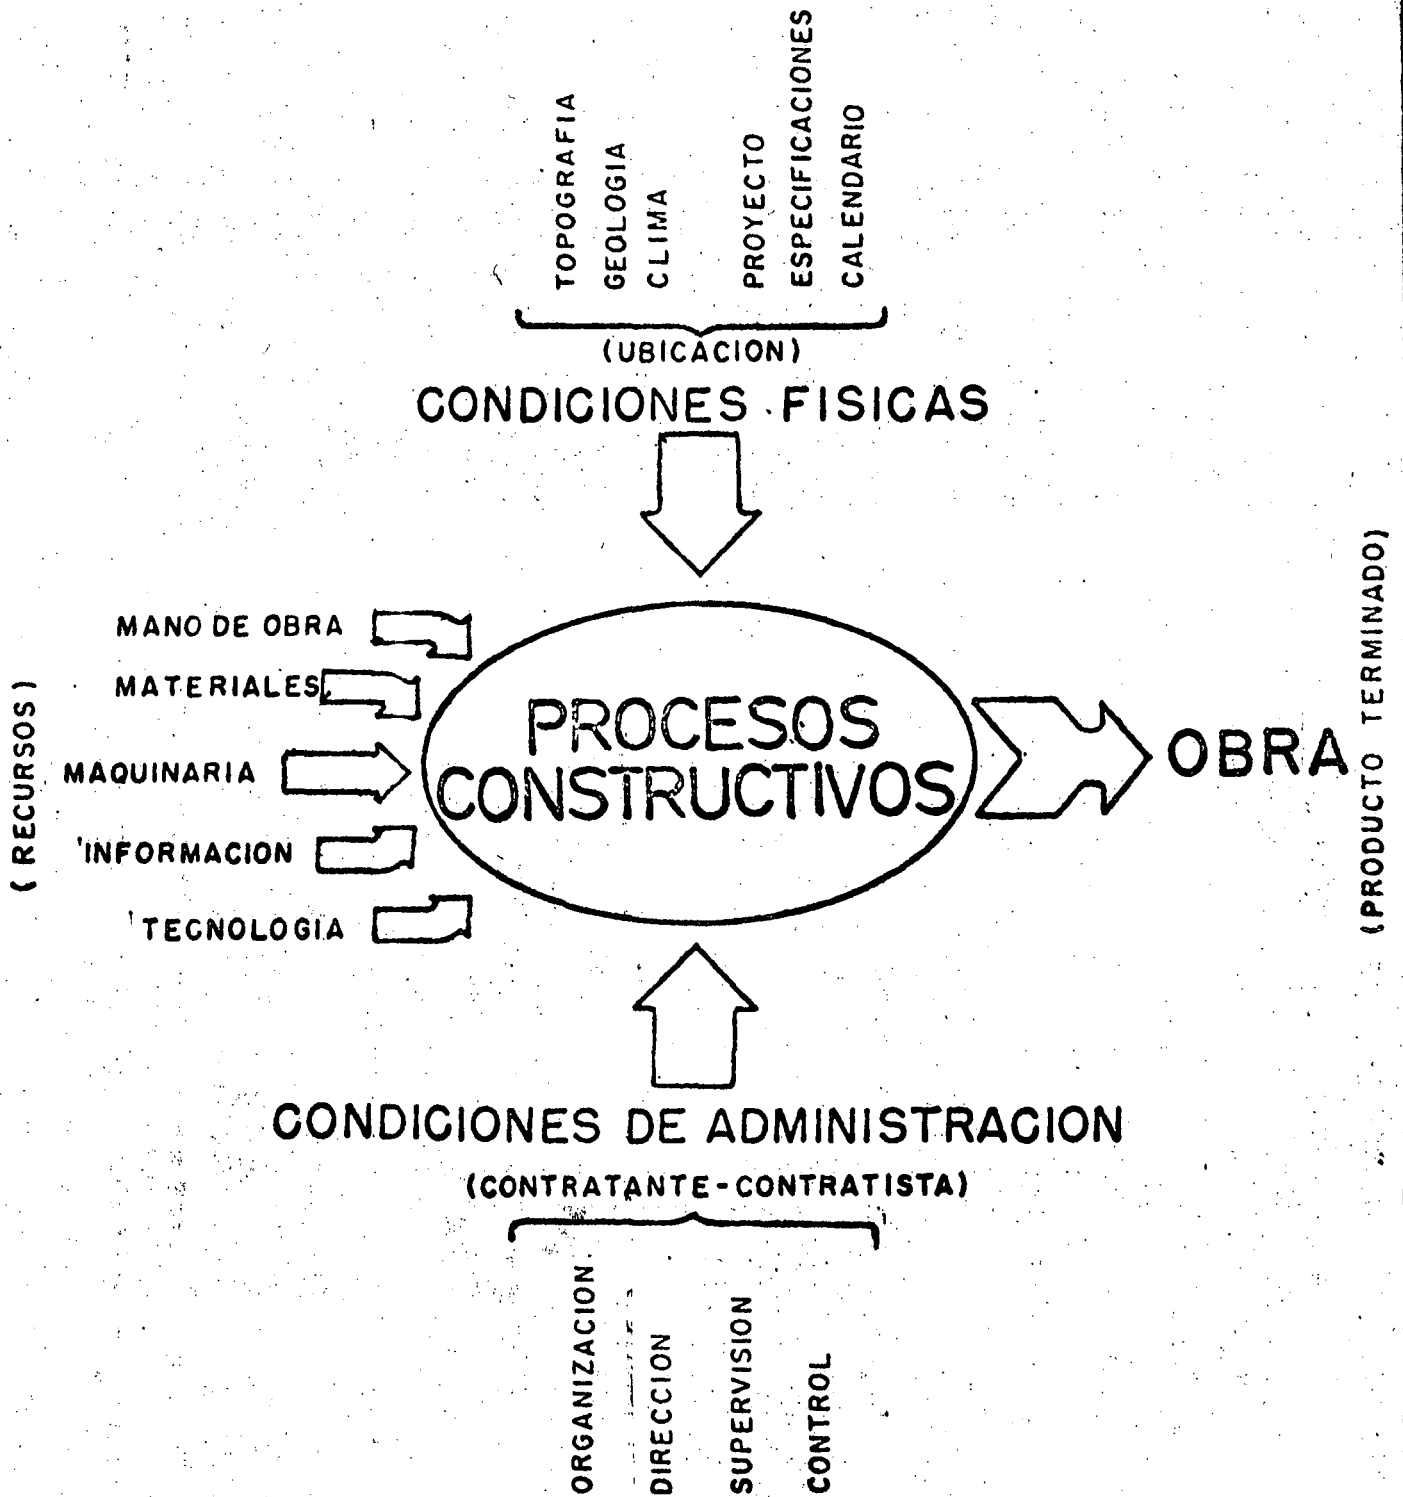 TOPOGRAFIA
GEOLOGIA
CLIMA
PROYECTO
ESPECIFICACIONES
CALENDARIO
(UBICACION)
CONDICIONES FISICAS
MANO DE OBRA
MATERIALES
MAQUINARIA
INFORMACION
TECNOLOGIA
(RECURSOS)
PROCESOS
CONSTRUCTIVOS
OBRA
(PRODUCTO TERMINADO)
CONDICIONES DE ADMINISTRACION
(CONTRATANTE-CONTRATISTA)
ORGANIZACION
DIRECCION
SUPERVISION
CONTROL